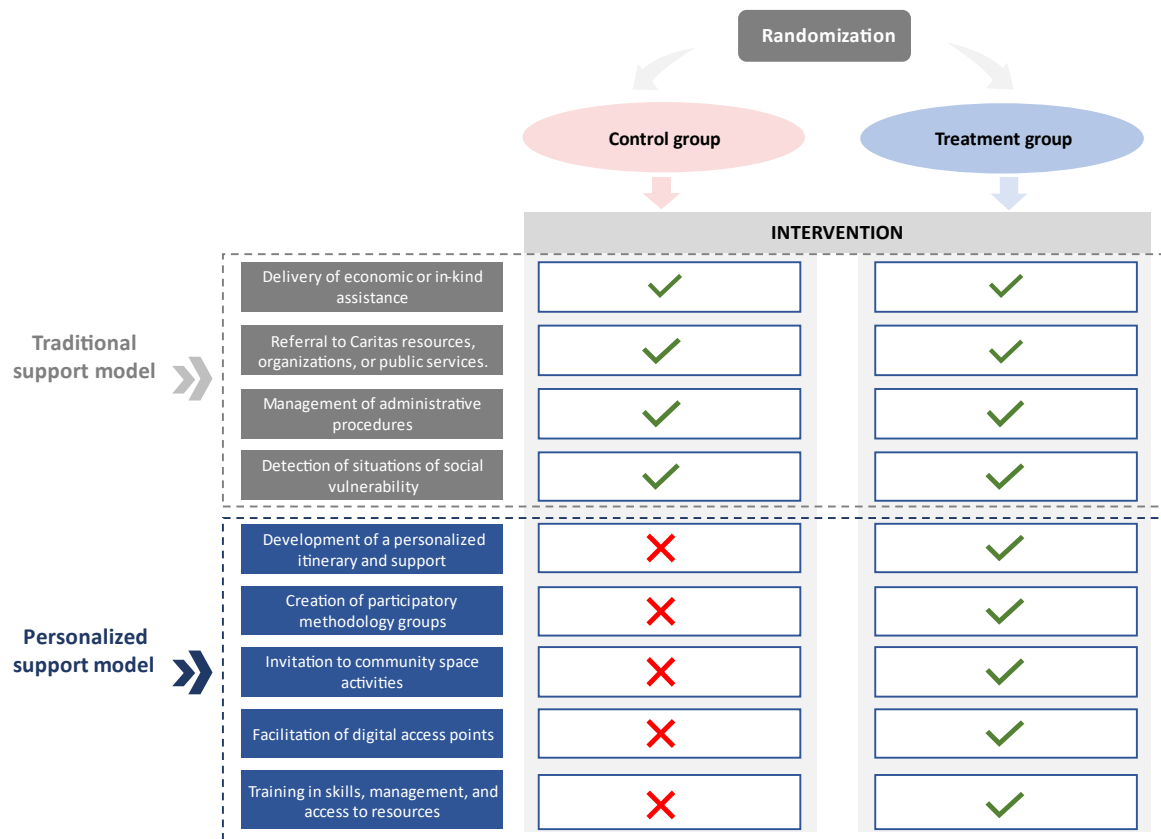 Randomization
Control group
Treatment group
INTERVENTION
Traditional
support model
Delivery of economic or in-kind
assistance
Referral to Caritas resources,
organizations, or public services.
Management of administrative
procedures
Detection of situations of social
vulnerability
Personalized
support model
Development of a personalized
itinerary and support
Creation of participatory
methodology groups
Invitation to community space
activities
Facilitation of digital access points
Training in skills, management, and
access to resources